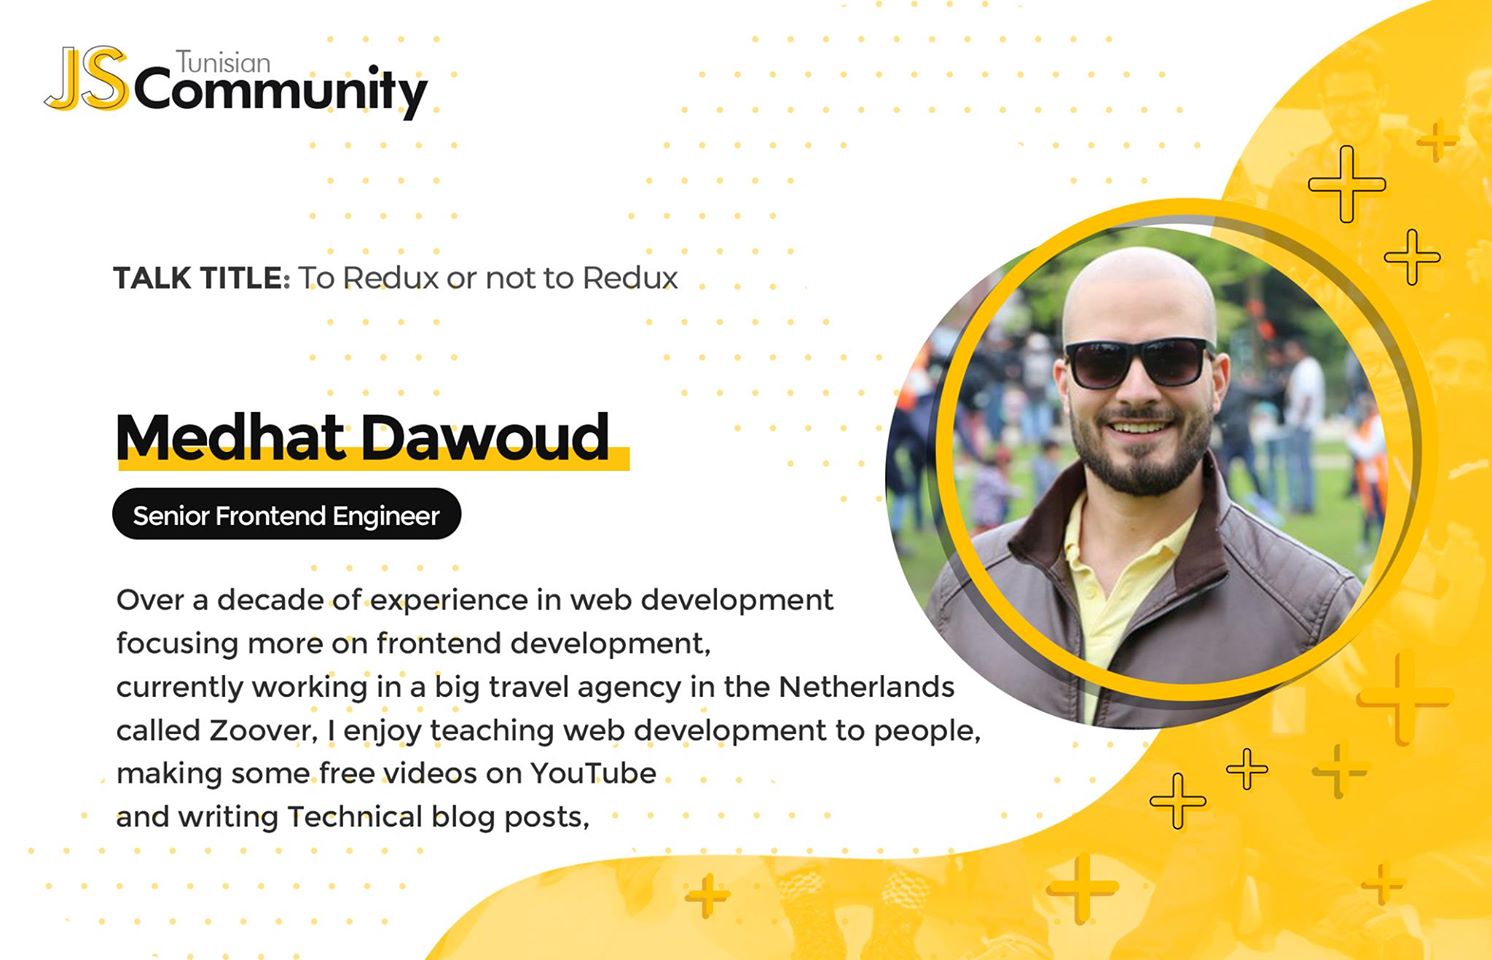 JS Tunisian
Community
TALK TITLE: To Redux or not to Redux
Medhat Dawoud
Senior Frontend Engineer
Over a decade of experience in web development
focusing more on frontend development,
currently working in a big travel agency in the Netherlands
called Zoover, I enjoy teaching web development to people,
making some free videos on YouTube
and writing Technical blog posts,